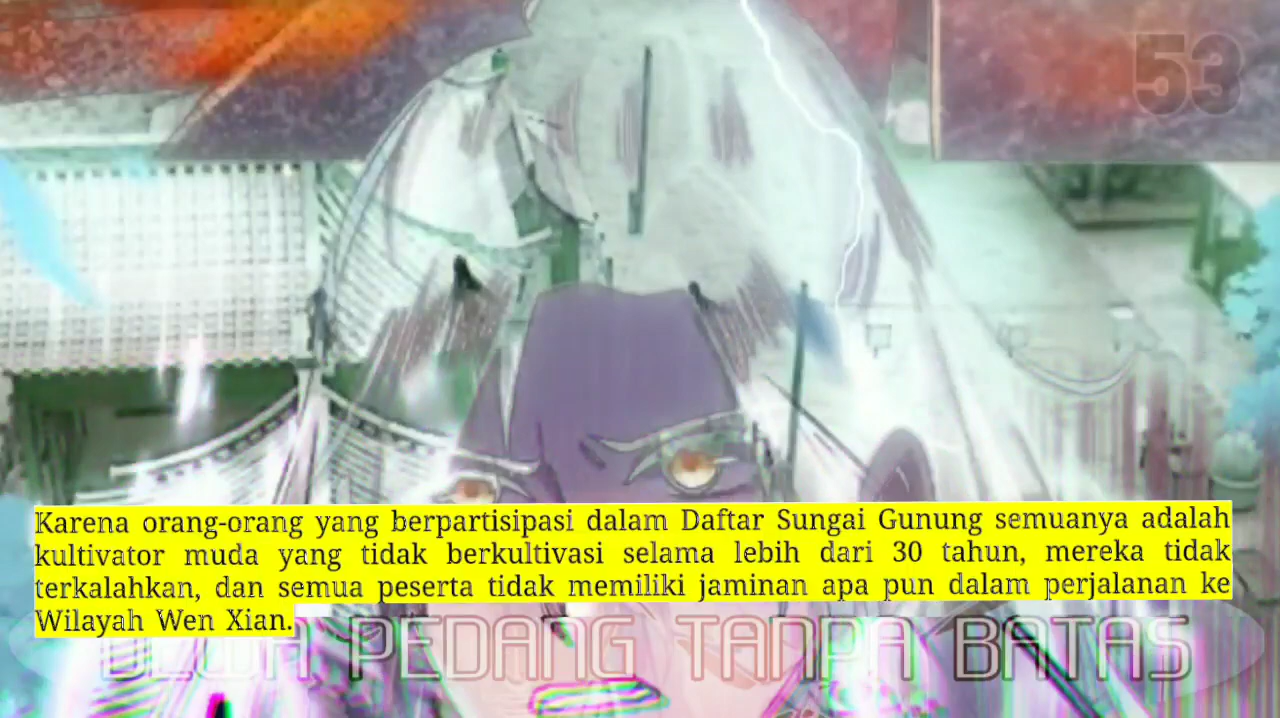 53
Karena orang-orang yang berpartisipasi dalam Daftar Sungai Gunung semuanya adalah
kultivator muda yang tidak berkultivasi selama lebih dari 30 tahun, mereka tidak
terkalahkan, dan semua peserta tidak memiliki jaminan apa pun dalam perjalanan ke
Wilayah Wen Xian.
PEDANG TANPA BATAS